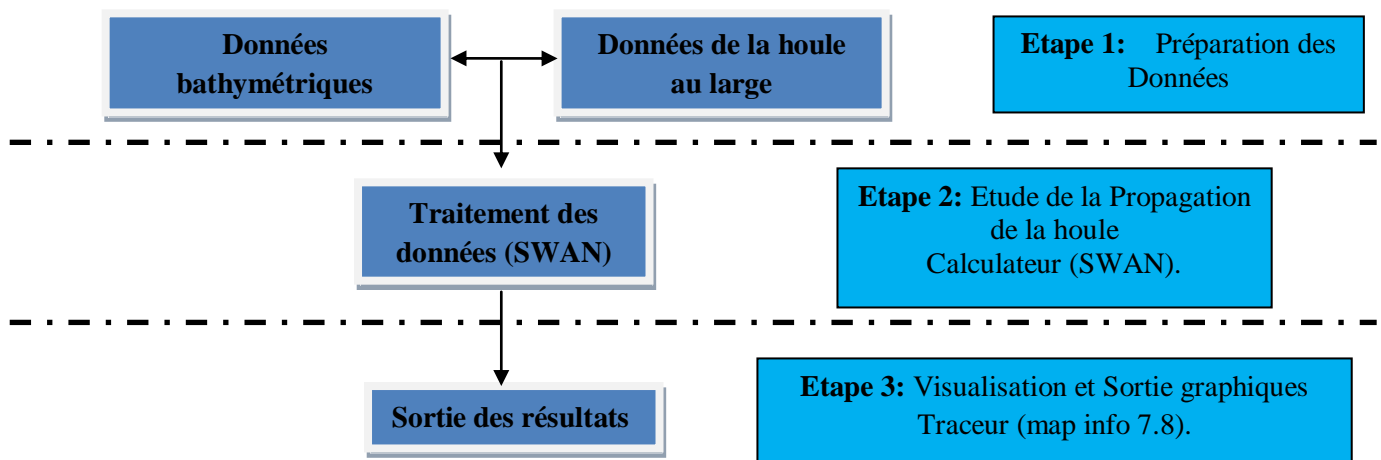 Données
bathymétriques
Données de la houle
au large
Etape 1: Préparation des
Données
Traitement des
données (SWAN)
Etape 2: Etude de la Propagation
de la houle
Calculateur (SWAN).
Sortie des résultats
Etape 3: Visualisation et Sortie graphiques
Traceur (map info 7.8).